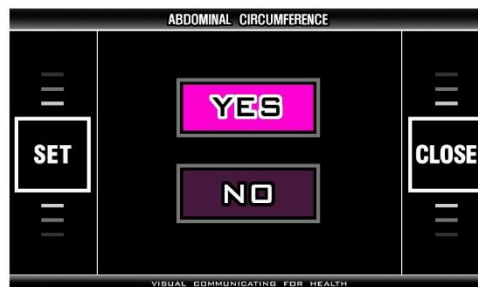 ABDOMINAL CIRCUMFERENCE
YES
SET
CLOSE
NO
VISUAL COMMUNICATING FOR HEALTH